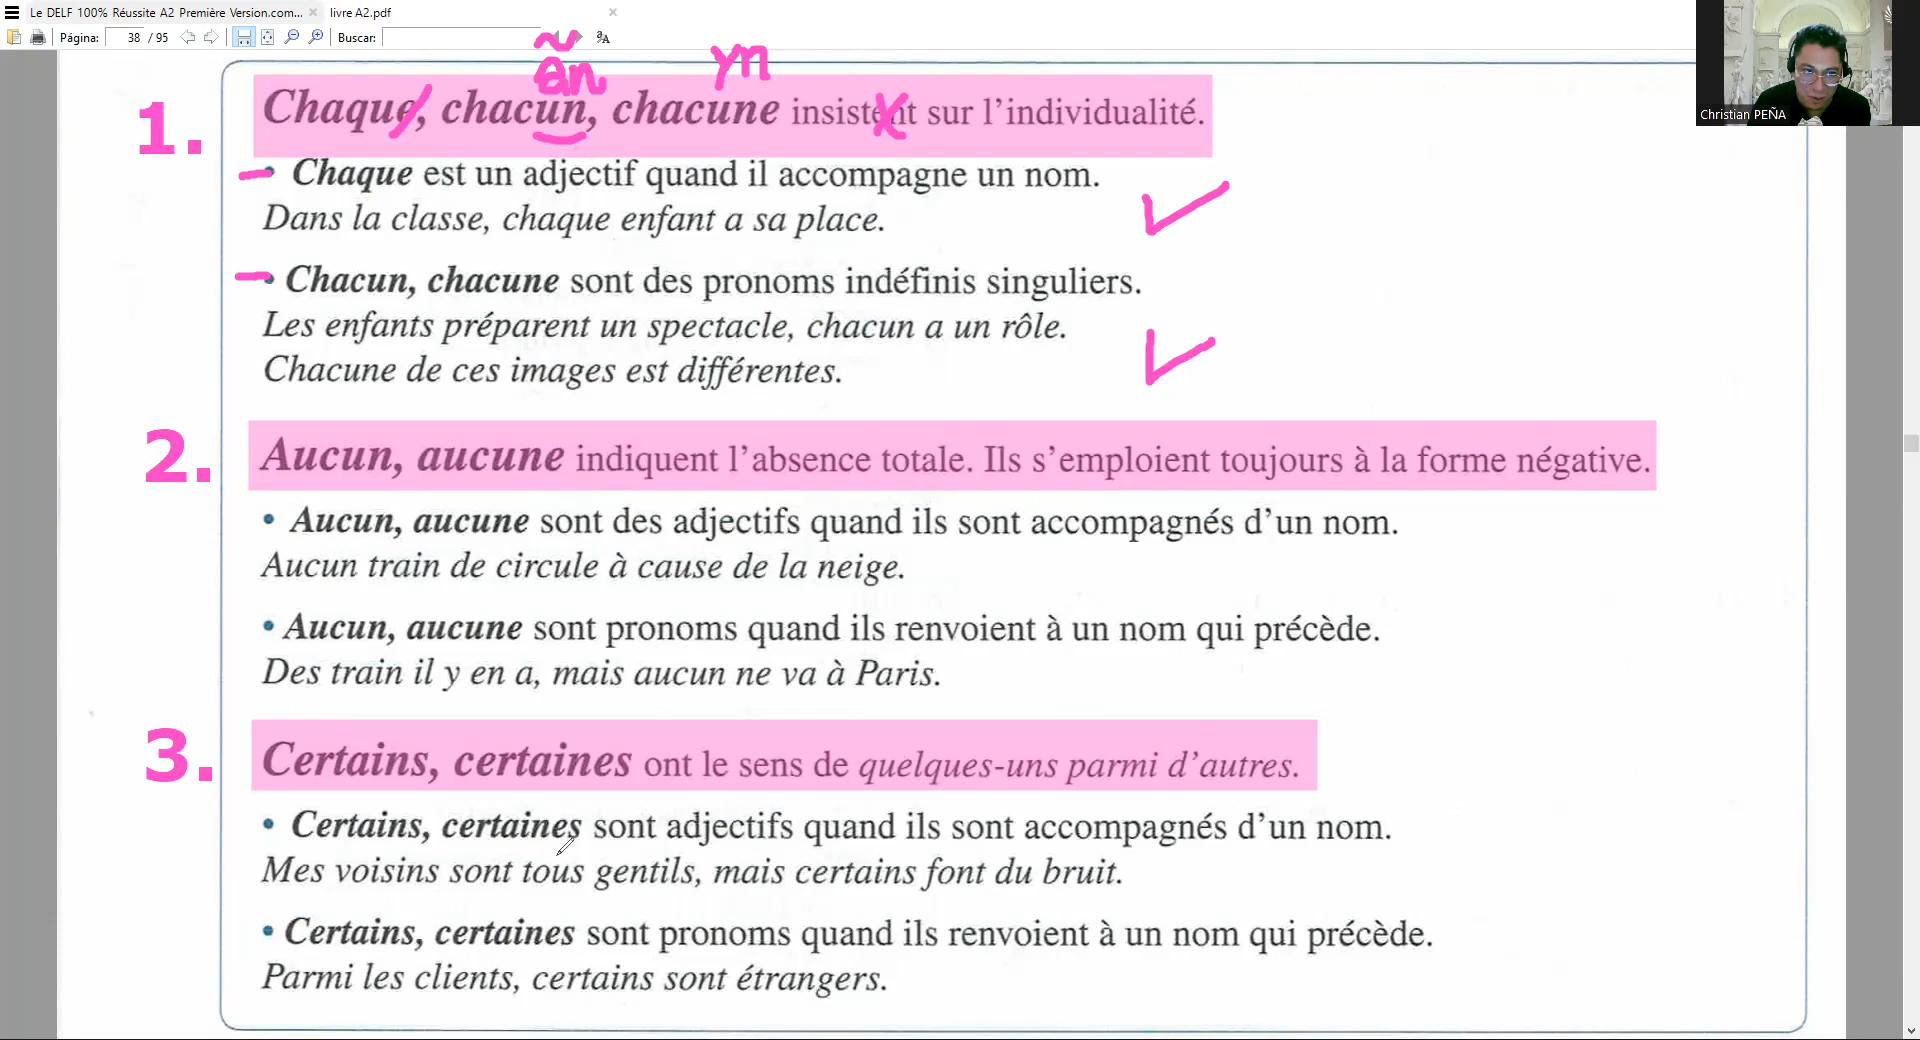 Le DELF 100% Réussite A2 Première Version.com... × livre A2.pdf ×
Página: 38 / 95 Buscar:
ãn yn
1. Chaque, chacun, chacune insistent sur l'individualité.
• Chaque est un adjectif quand il accompagne un nom.
Dans la classe, chaque enfant a sa place.
• Chacun, chacune sont des pronoms indéfinis singuliers.
Les enfants préparent un spectacle, chacun a un rôle.
Chacune de ces images est différentes.
2. Aucun, aucune indiquent l'absence totale. Ils s'emploient toujours à la forme négative.
• Aucun, aucune sont des adjectifs quand ils sont accompagnés d'un nom.
Aucun train de circule à cause de la neige.
• Aucun, aucune sont pronoms quand ils renvoient à un nom qui précède.
Des train il y en a, mais aucun ne va à Paris.
3. Certains, certaines ont le sens de quelques-uns parmi d'autres.
• Certains, certaines sont adjectifs quand ils sont accompagnés d'un nom.
Mes voisins sont tous gentils, mais certains font du bruit.
• Certains, certaines sont pronoms quand ils renvoient à un nom qui précède.
Parmi les clients, certains sont étrangers.
Christian PEÑA